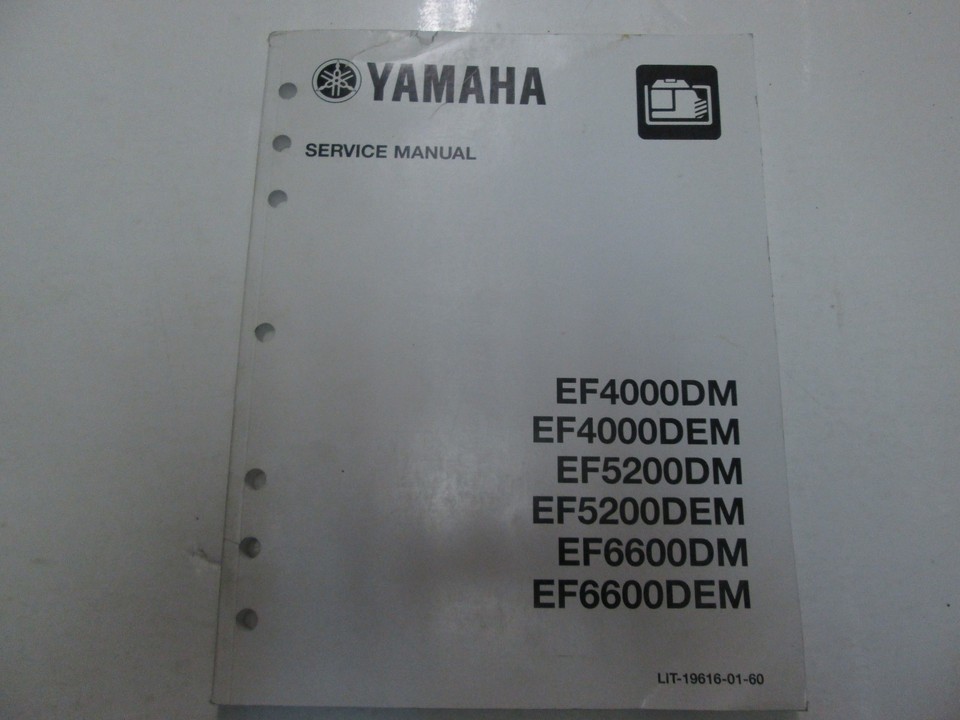 YAMAHA
SERVICE MANUAL
EF4000DM
EF4000DEM
EF5200DM
EF5200DEM
EF6600DM
EF6600DEM
LIT-19616-01-60